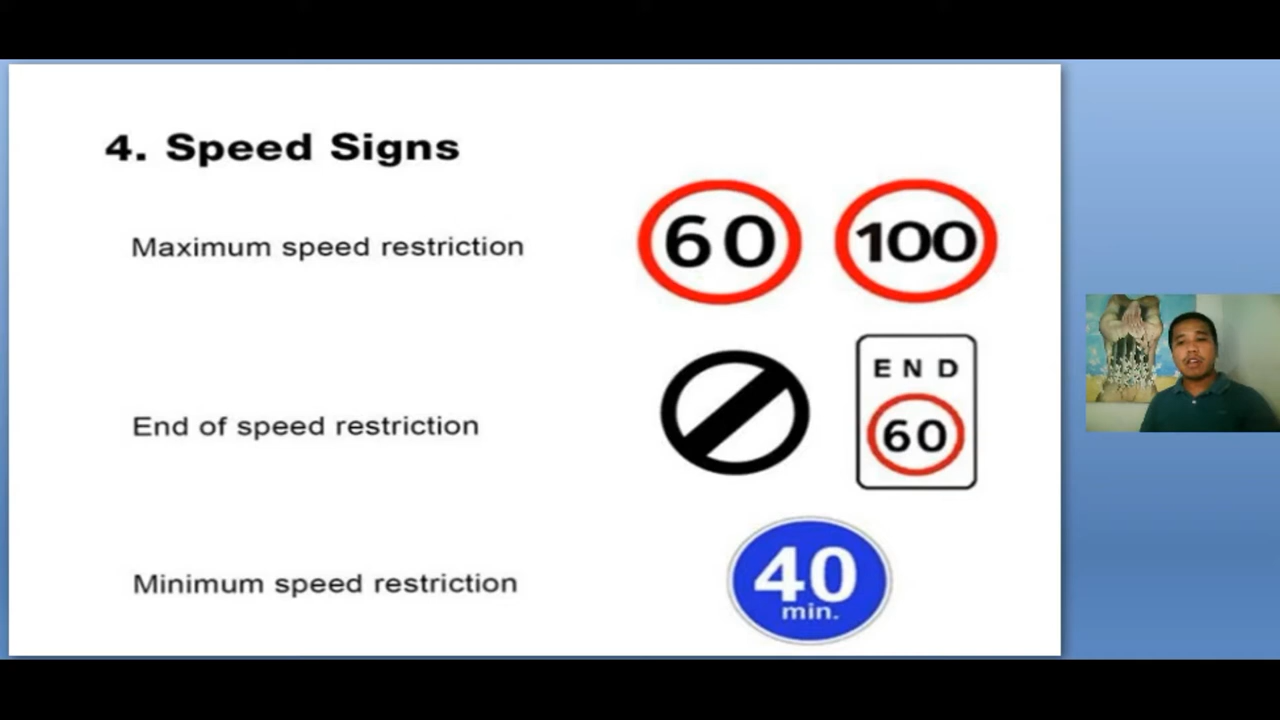 4. Speed Signs
Maximum speed restriction
60
100
End of speed restriction
END
60
Minimum speed restriction
40
min.